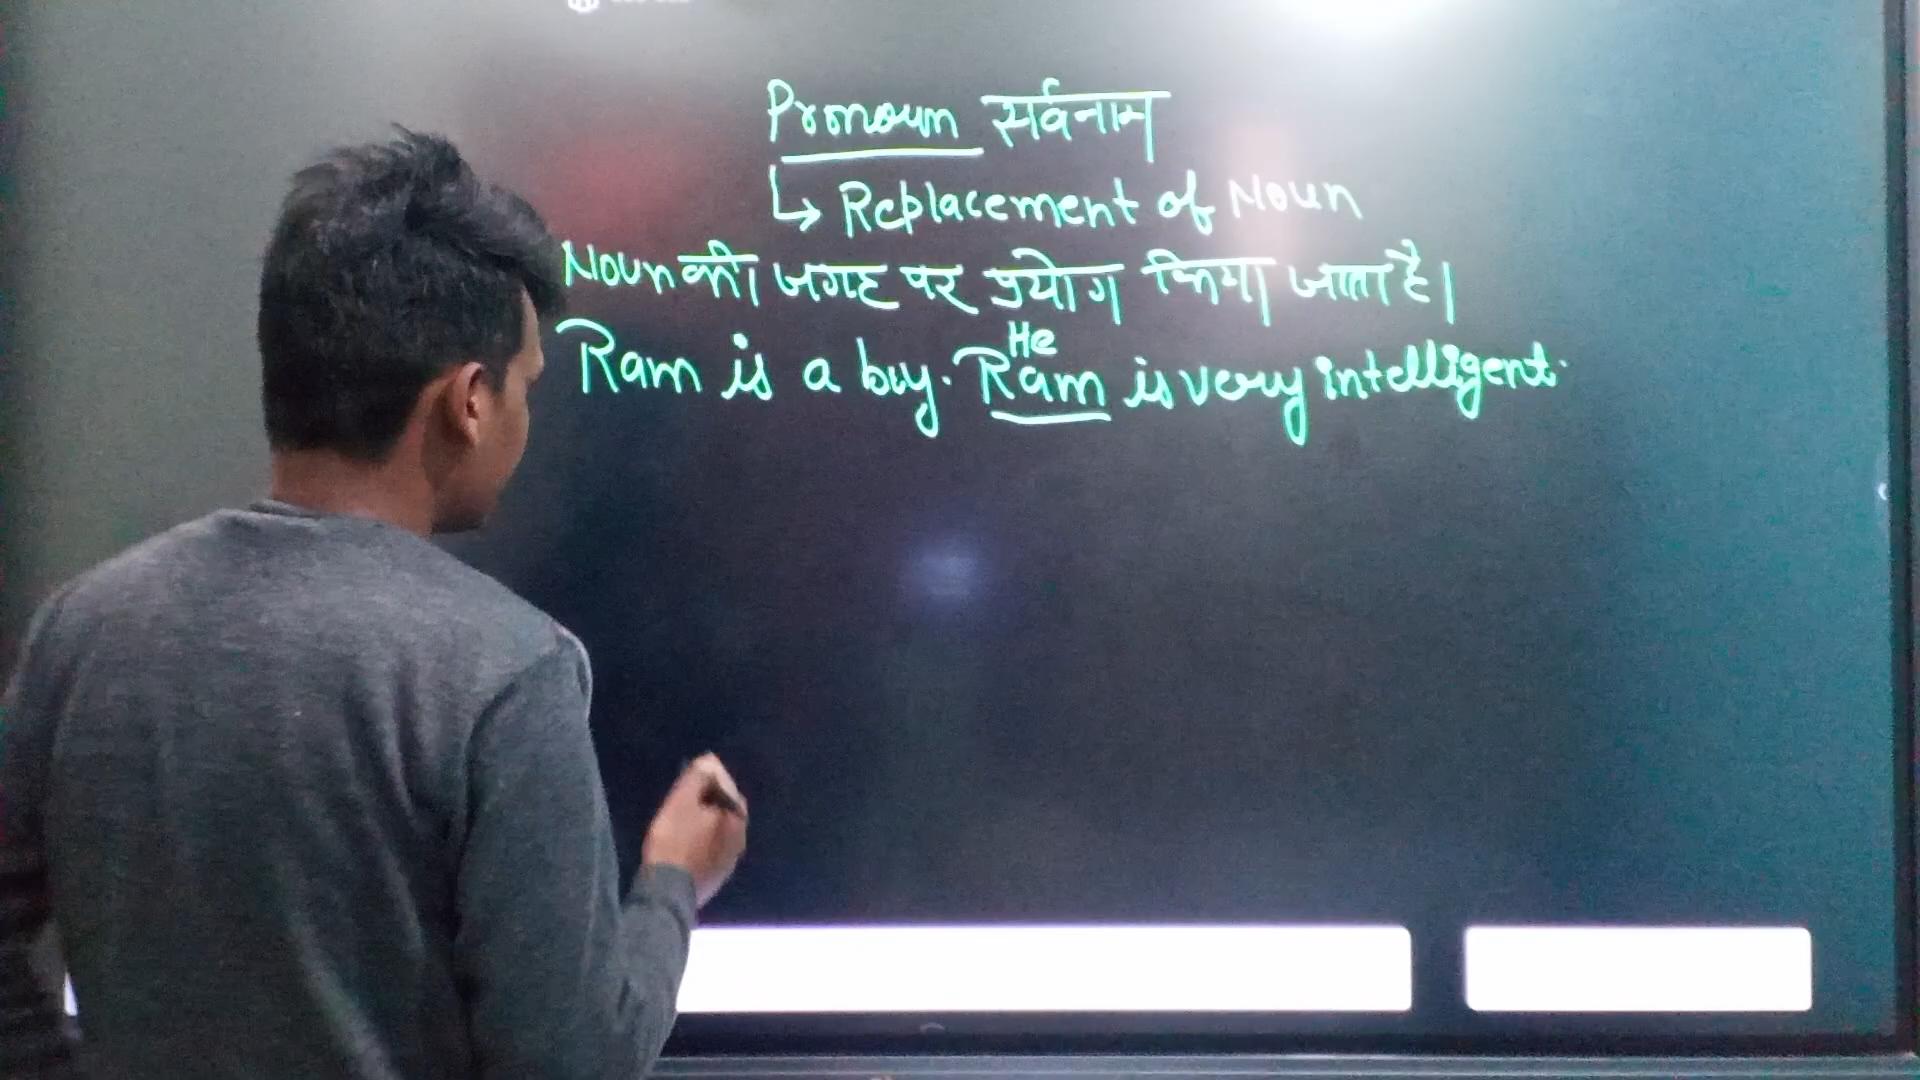 Pronoun सर्वनाम
↳ Replacement of Noun
Noun की जगह पर प्रयोग किया जाता है।
He
Ram is a boy. Ram is very intelligent.